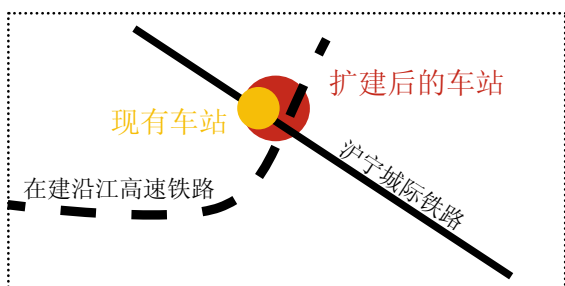 扩建后的车站
现有车站
沪宁城际铁路
在建沿江高速铁路